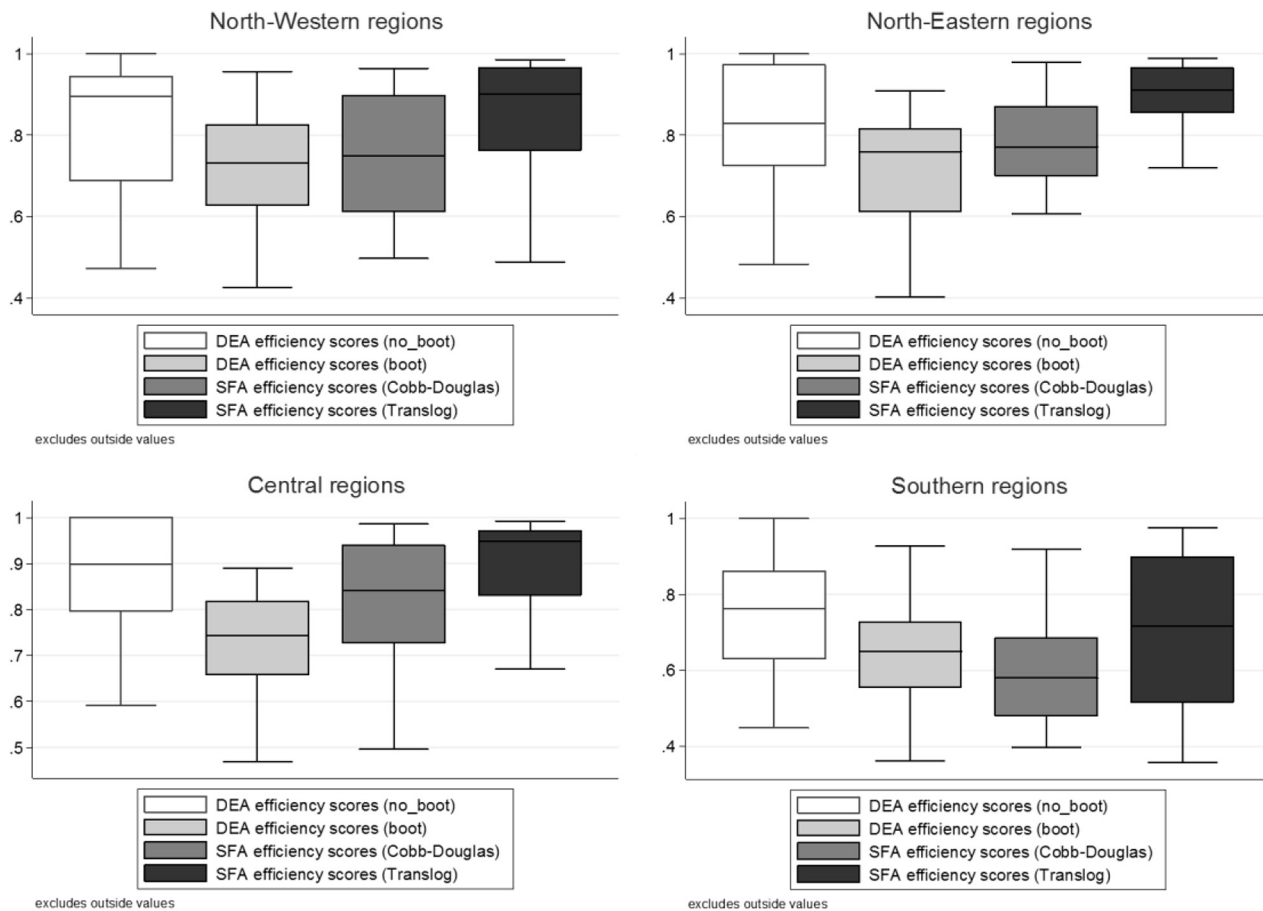 North-Western regions
1
.8
.6
.4
DEA efficiency scores (no_boot)
DEA efficiency scores (boot)
SFA efficiency scores (Cobb-Douglas)
SFA efficiency scores (Translog)
excludes outside values
North-Eastern regions
1
.8
.6
.4
DEA efficiency scores (no_boot)
DEA efficiency scores (boot)
SFA efficiency scores (Cobb-Douglas)
SFA efficiency scores (Translog)
excludes outside values
Central regions
1
.9
.8
.7
.6
.5
DEA efficiency scores (no_boot)
DEA efficiency scores (boot)
SFA efficiency scores (Cobb-Douglas)
SFA efficiency scores (Translog)
excludes outside values
Southern regions
1
.8
.6
.4
DEA efficiency scores (no_boot)
DEA efficiency scores (boot)
SFA efficiency scores (Cobb-Douglas)
SFA efficiency scores (Translog)
excludes outside values